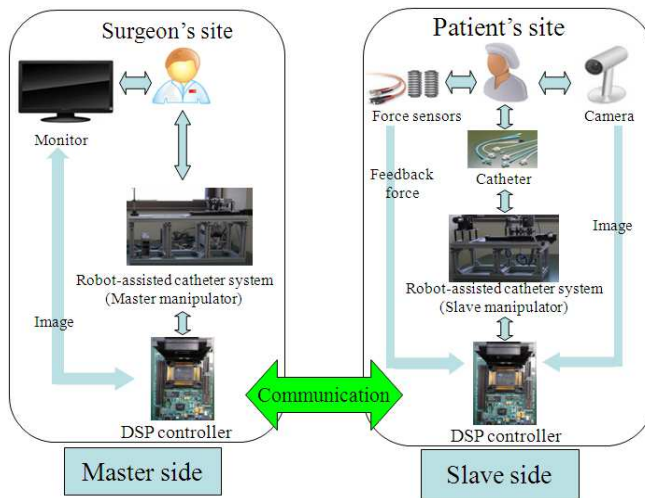 Surgeon's site
Monitor
Robot-assisted catheter system
(Master manipulator)
Image
DSP controller
Master side
Communication
Patient's site
Force sensors
Camera
Feedback
force
Catheter
Image
Robot-assisted catheter system
(Slave manipulator)
DSP controller
Slave side